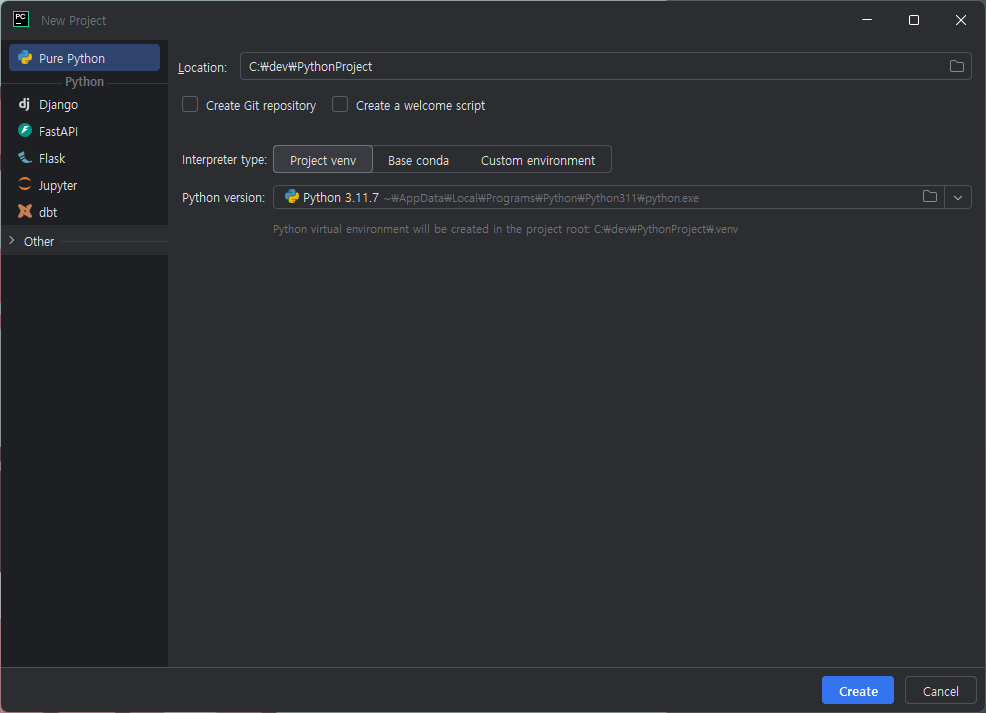 PC New Project
Pure Python
Python
dj Django
FastAPI
Flask
Jupyter
dbt
Other
Location: C:₩dev₩PythonProject
Create Git repository Create a welcome script
Interpreter type: Project venv Base conda Custom environment
Python version: Python 3.11.7 ~₩AppData₩Local₩Programs₩Python₩Python311₩python.exe
Python virtual environment will be created in the project root: C:₩dev₩PythonProject₩.venv
Create Cancel